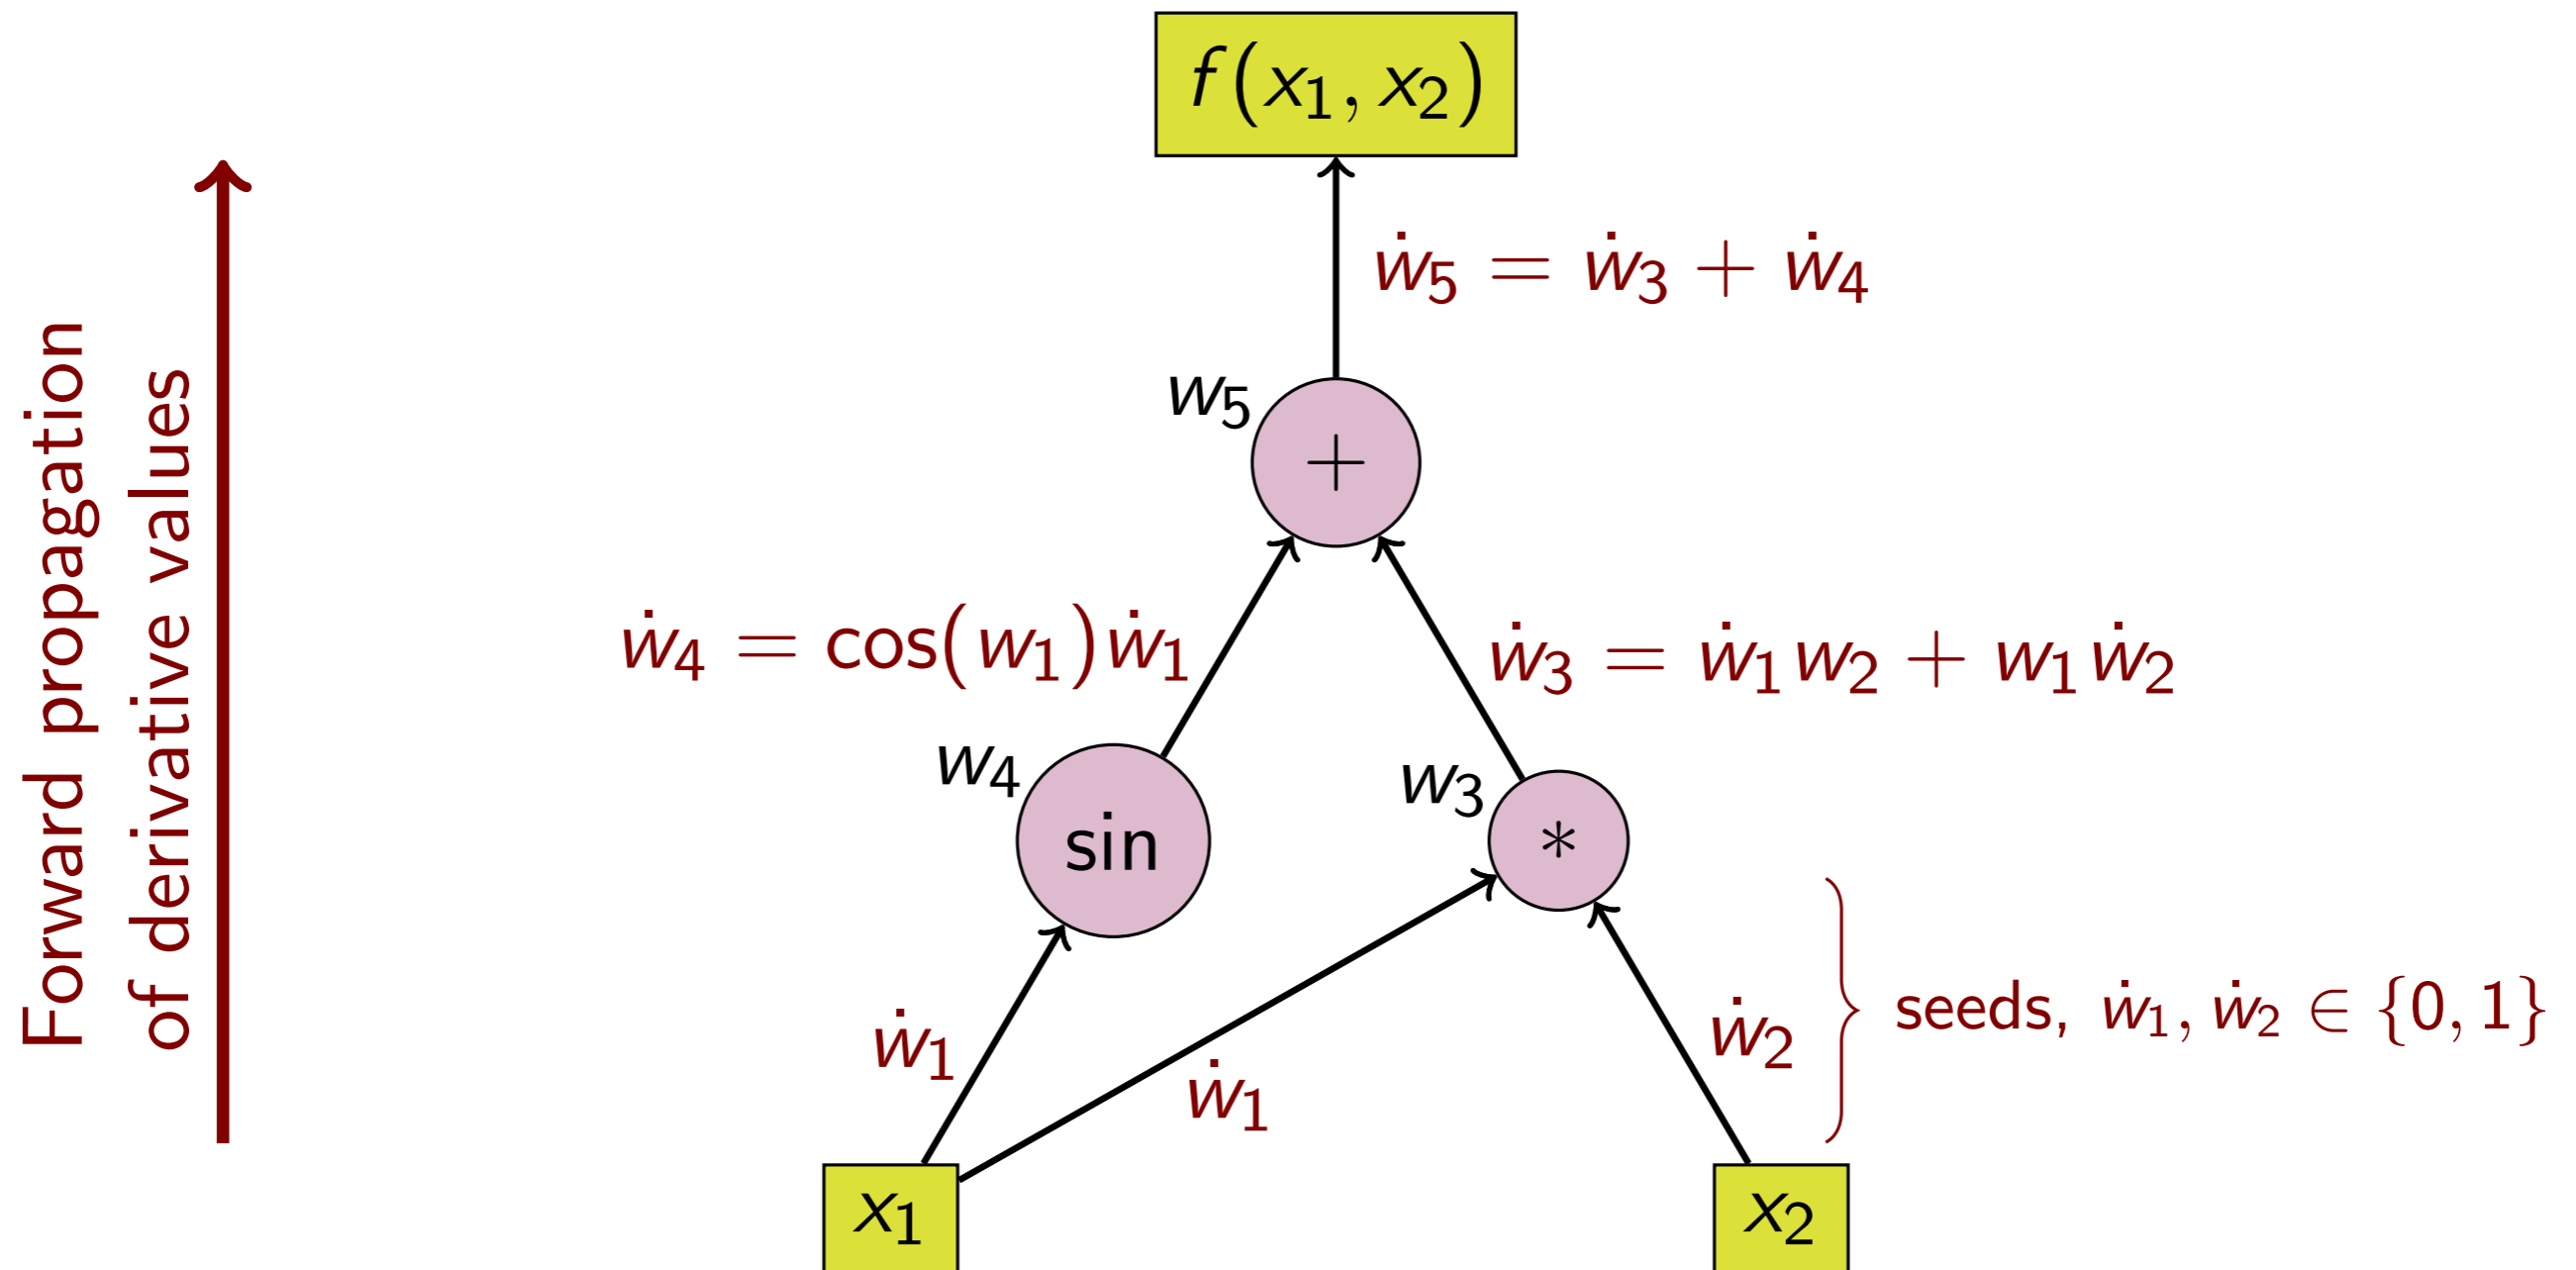 f(x₁, x₂)
ẇ₅ = ẇ₃ + ẇ₄
w₅
+
Forward propagation
of derivative values
ẇ₄ = cos(w₁)ẇ₁
ẇ₃ = ẇ₁w₂ + w₁ẇ₂
w₄
sin
w₃
*
ẇ₁
ẇ₁
ẇ₂
seeds, ẇ₁, ẇ₂ ∈ {0, 1}
x₁
x₂